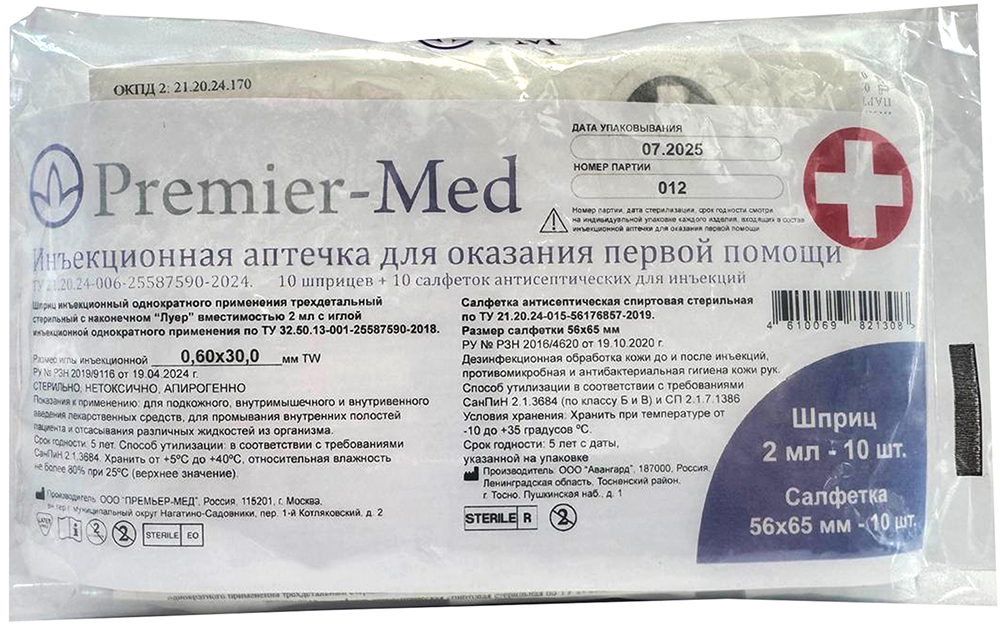 ОКПД 2: 21.20.24.170
ДАТА УПАКОВЫВАНИЯ
07.2025
НОМЕР ПАРТИИ
012
Номер партии, дата стерилизации, срок годности смотри
на индивидуальной упаковке каждого изделия, входящих в состав
инъекционной аптечки для оказания первой помощи
Premier-Med
Инъекционная аптечка для оказания первой помощи
ТУ 21.20.24-006-25587590-2024. 10 шприцев + 10 салфеток антисептических для инъекций
Шприц инъекционный однократного применения трехдетальный
стерильный с наконечном "Луер" вместимостью 2 мл с иглой
инъекционной однократного применения по ТУ 32.50.13-001-25587590-2018.
Размер иглы инъекционной 0,60х30,0 мм TW
РУ № РЗН 2019/9116 от 19.04.2024 г.
СТЕРИЛЬНО, НЕТОКСИЧНО, АПИРОГЕННО
Показания к применению: для подкожного, внутримышечного и внутривенного
введения лекарственных средств, для промывания внутренних полостей
пациента и отсасывания различных жидкостей из организма.
Срок годности: 5 лет. Способ утилизации: в соответствии с требованиями
СанПин 2.1.3684. Хранить от +5°C до +40°C, относительная влажность
не более 80% при 25°C (верхнее значение).
Производитель: ООО "ПРЕМЬЕР-МЕД", Россия, 115201, г. Москва,
муниципальный округ Нагатино-Садовники, пер. 1-й Котляковский, д. 2
LATEX
2
2
STERILE EO
Салфетка антисептическая спиртовая стерильная
по ТУ 21.20.24-015-56176857-2019.
Размер салфетки 56х65 мм
РУ № РЗН 2016/4620 от 19.10.2020 г.
Дезинфекционная обработка кожи до и после инъекций,
противомикробная и антибактериальная гигиена кожи рук.
Способ утилизации в соответствии с требованиями
СанПиН 2.1.3684 (по классу Б и В) и СП 2.1.7.1386
Условия хранения: Хранить при температуре от
-10 до +35 градусов °С.
Срок годности: 5 лет с даты,
указанной на упаковке
Производитель: ООО "Авангард", 187000, Россия,
Ленинградская область, Тосненский район,
г. Тосно, Пушкинская наб., д. 1
STERILE R
2
4 610069 821308 >
Шприц
2 мл - 10 шт.
Салфетка
56х65 мм - 10 шт.